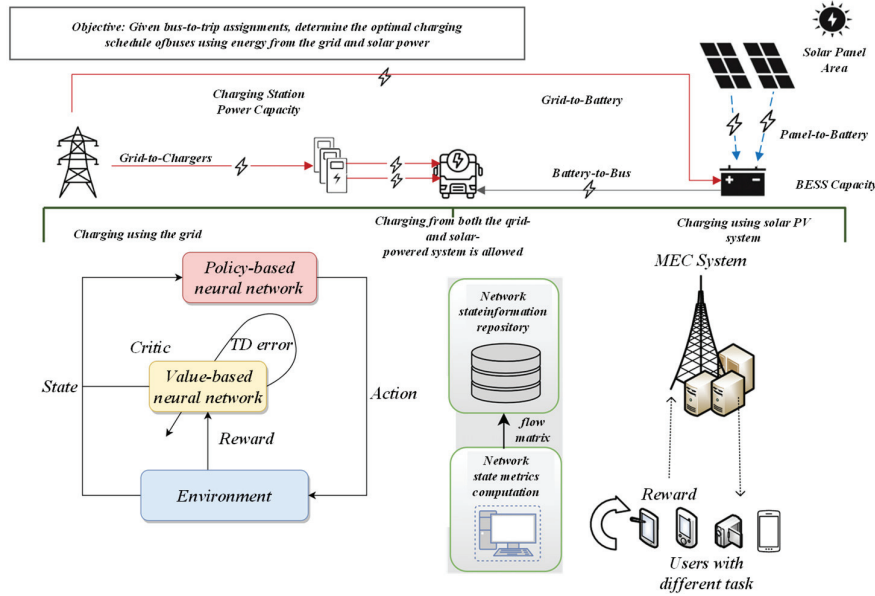 Objective: Given bus-to-trip assignments, determine the optimal charging
schedule ofbuses using energy from the grid and solar power
Solar Panel
Area
Charging Station
Power Capacity
Grid-to-Battery
Panel-to-Battery
Grid-to-Chargers
Battery-to-Bus
BESS Capacity
Charging using the grid
Charging from both the qrid-
and solar-
powered system is allowed
Charging using solar PV
system
Policy-based
neural network
Critic
TD error
State
Value-based
neural network
Action
Reward
Environment
Network
stateinformation
repository
flow
matrix
Network
state metrics
computation
MEC System
Reward
Users with
different task